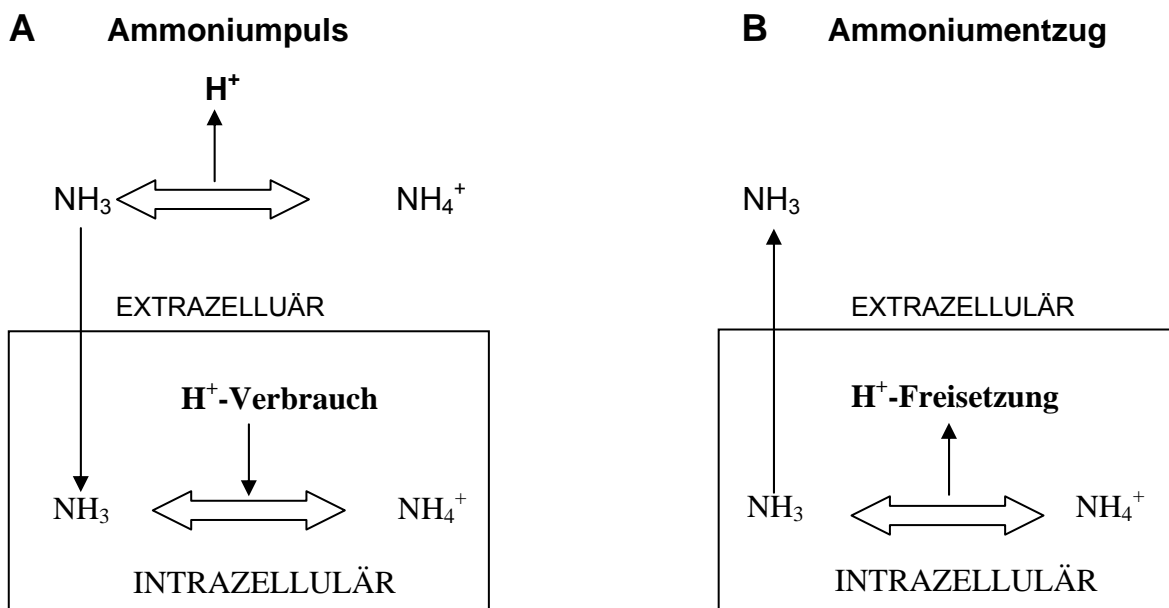 A Ammoniumpuls
H⁺
NH₃ NH₄⁺
EXTRAZELLUÄR
H⁺-Verbrauch
NH₃ NH₄⁺
INTRAZELLULÄR
B Ammoniumentzug
NH₃
EXTRAZELLULÄR
H⁺-Freisetzung
NH₃ NH₄⁺
INTRAZELLULÄR